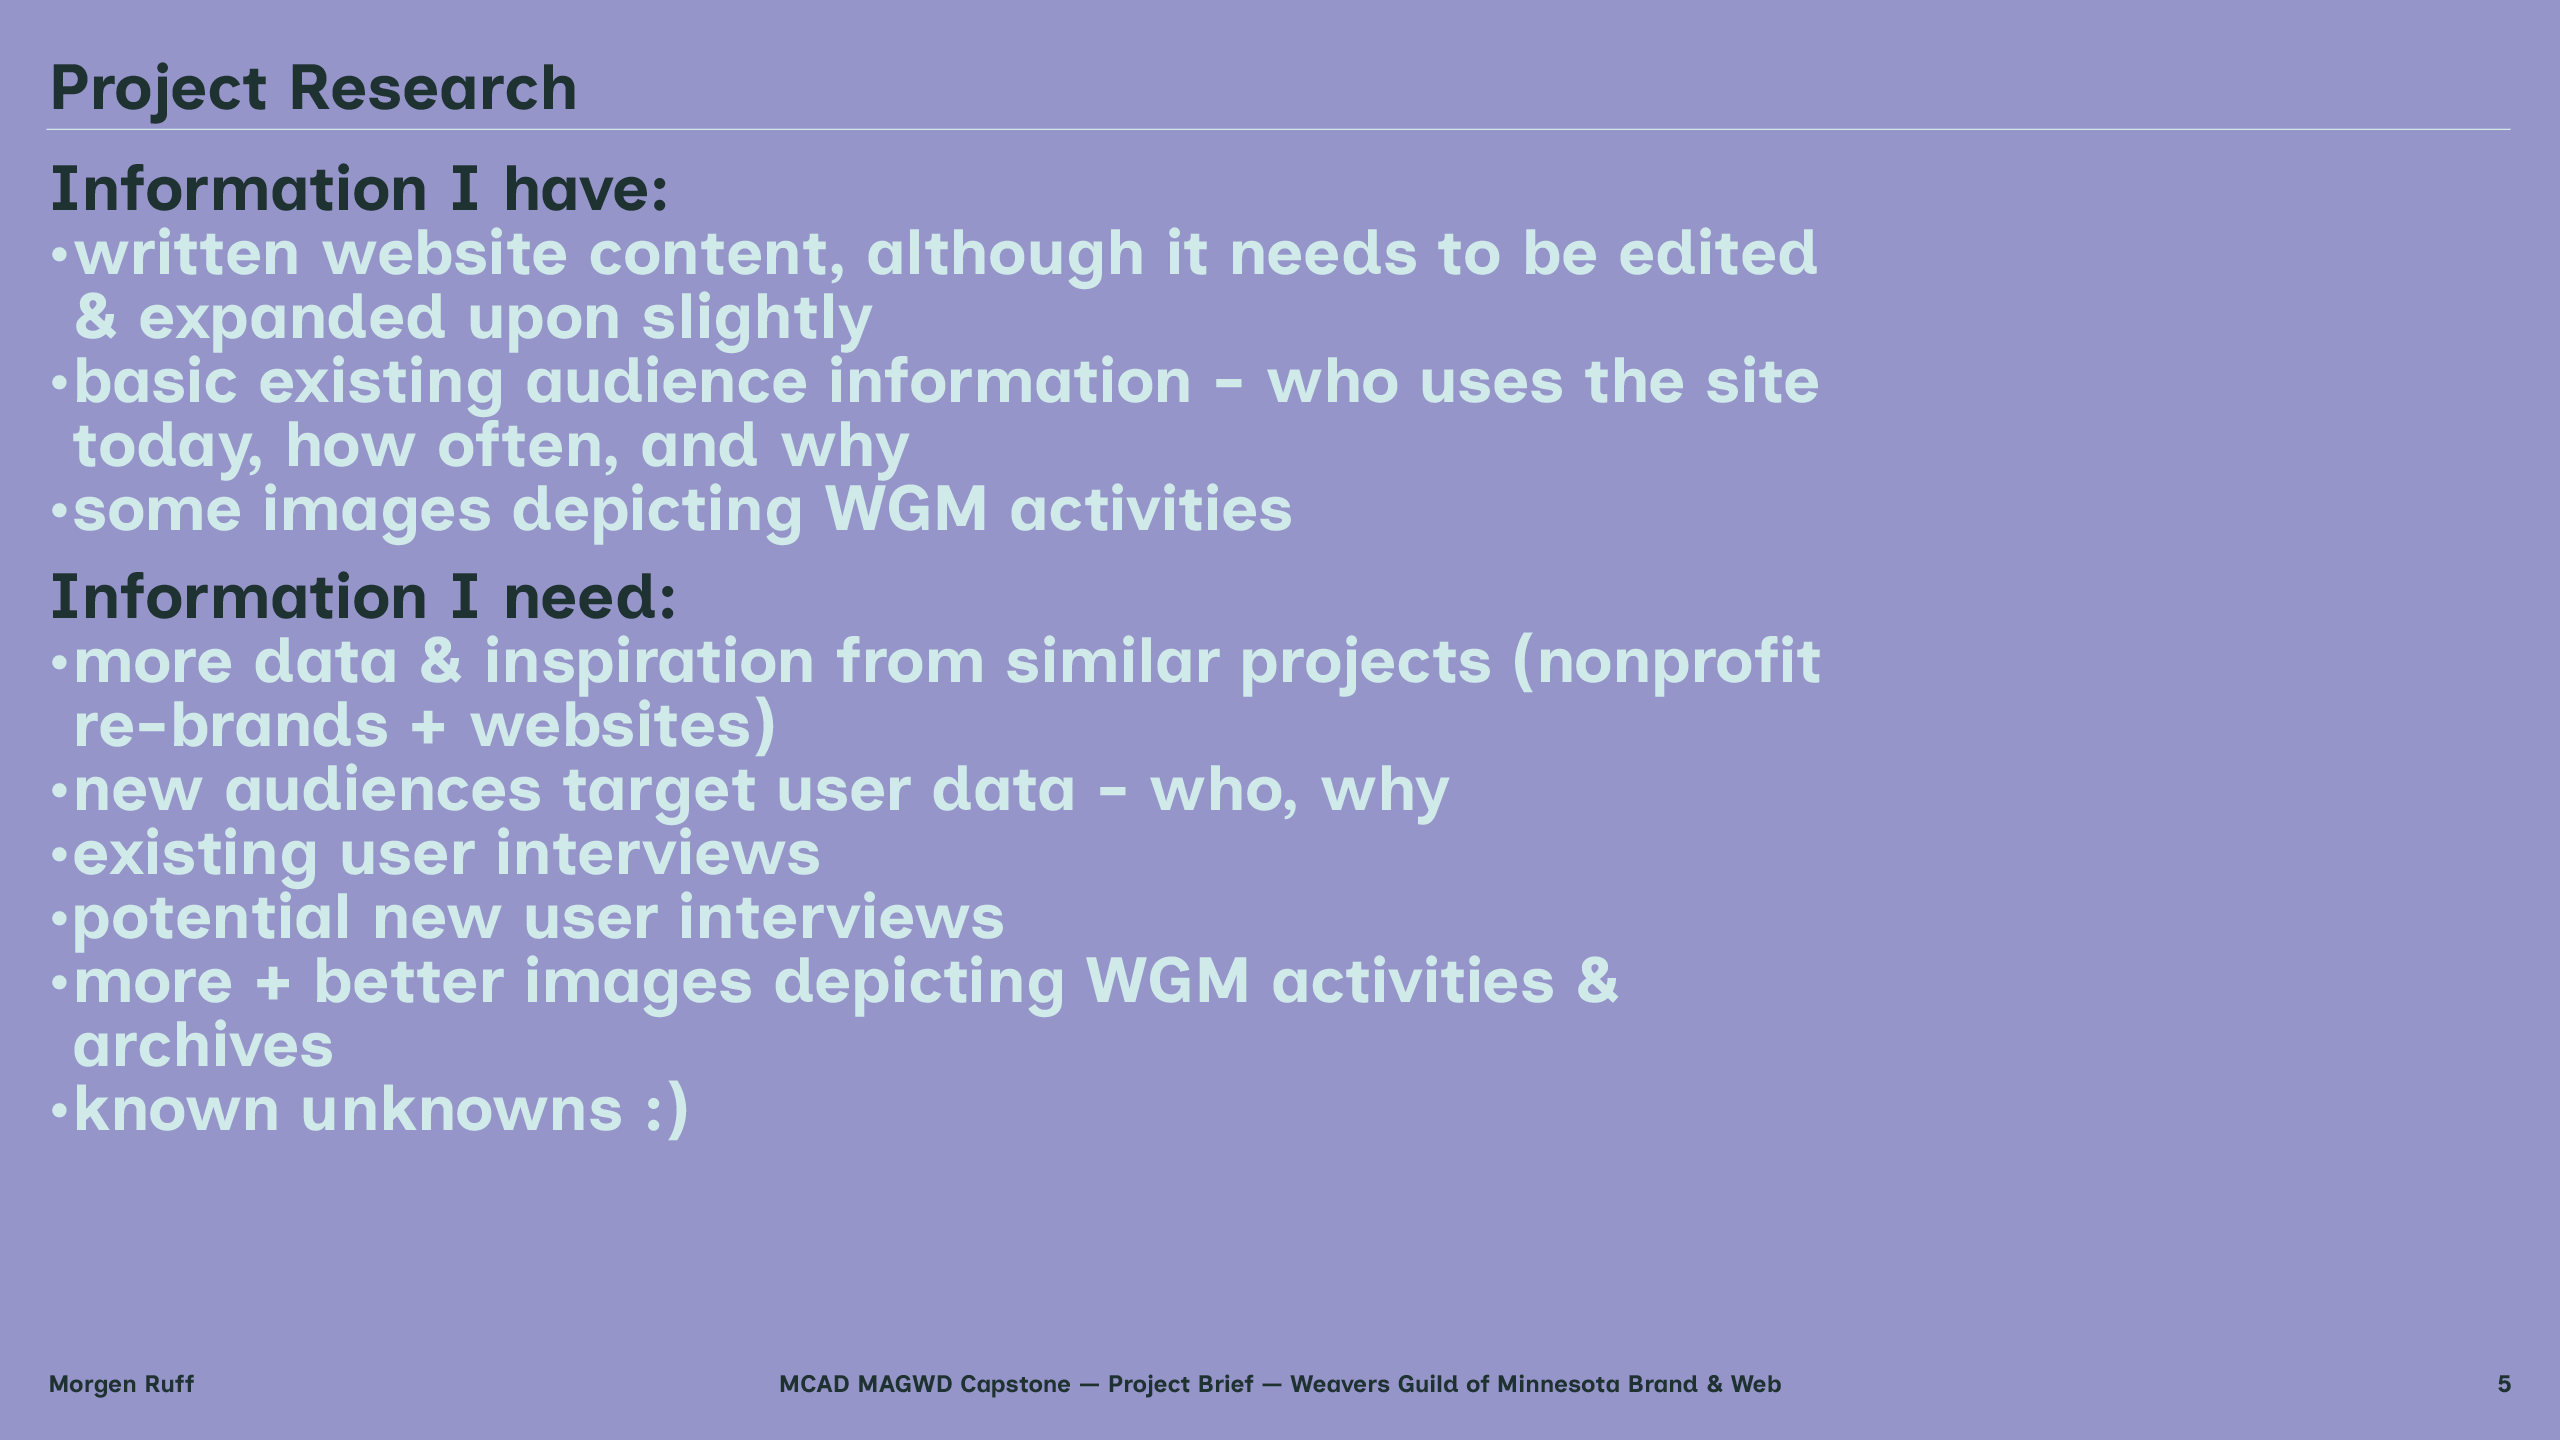 Project Research
Information I have:
•written website content, although it needs to be edited
& expanded upon slightly
•basic existing audience information - who uses the site
today, how often, and why
•some images depicting WGM activities
Information I need:
•more data & inspiration from similar projects (nonprofit
re-brands + websites)
•new audiences target user data - who, why
•existing user interviews
•potential new user interviews
•more + better images depicting WGM activities &
archives
•known unknowns :)
Morgen Ruff
MCAD MAGWD Capstone — Project Brief — Weavers Guild of Minnesota Brand & Web
5